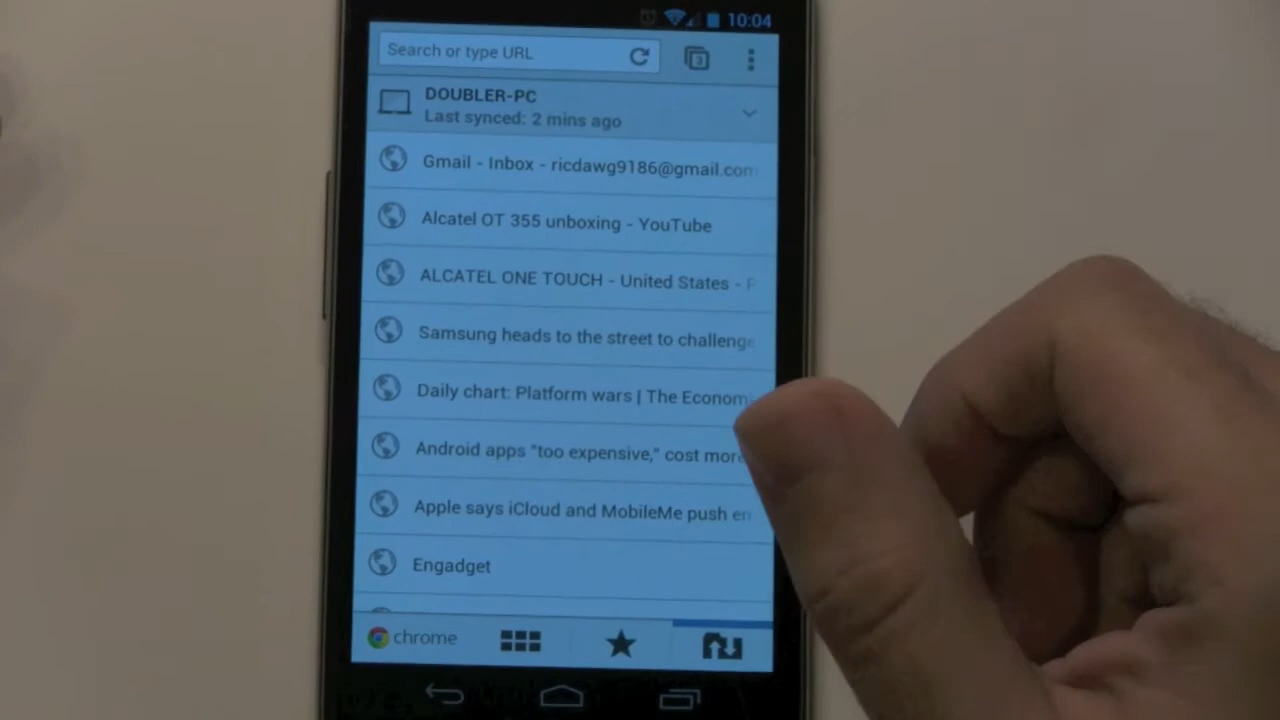 10:04
Search or type URL
3
DOUBLER-PC
Last synced: 2 mins ago
Gmail - Inbox - ricdawg9186@gmail.com
Alcatel OT 355 unboxing - YouTube
ALCATEL ONE TOUCH - United States - P
Samsung heads to the street to challenge
Daily chart: Platform wars | The Econom
Android apps "too expensive," cost more
Apple says iCloud and MobileMe push em
Engadget
chrome